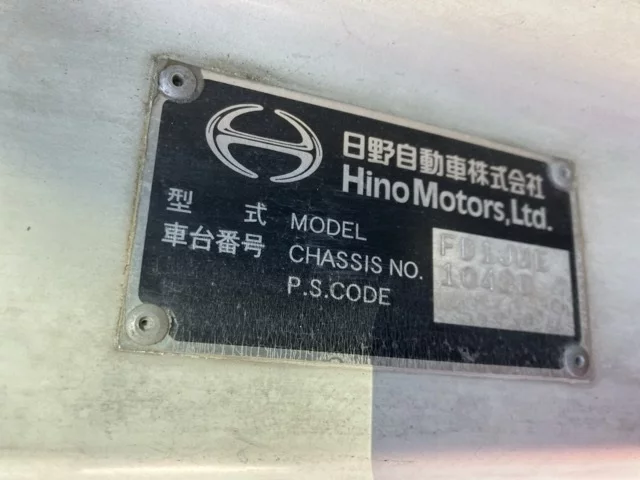 日野自動車株式会社
Hino Motors, Ltd.
型 式 MODEL
車台番号 CHASSIS NO.
P.S.CODE